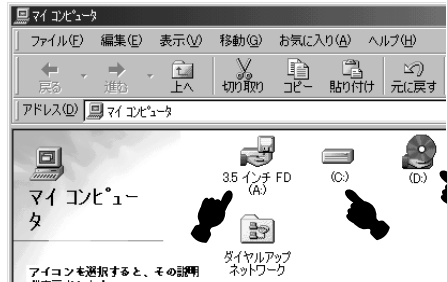 マイ コンピュータ
ファイル(F) 編集(E) 表示(V) 移動(G) お気に入り(A) ヘルプ(H)
戻る 進む 上へ 切り取り コピー 貼り付け 元に戻す
アドレス(D) マイ コンピュータ
マイ コンピュー
タ
アイコンを選択すると、その説明
3.5 インチ FD
(A:)
(C:)
(D:)
ダイヤルアップ
ネットワーク